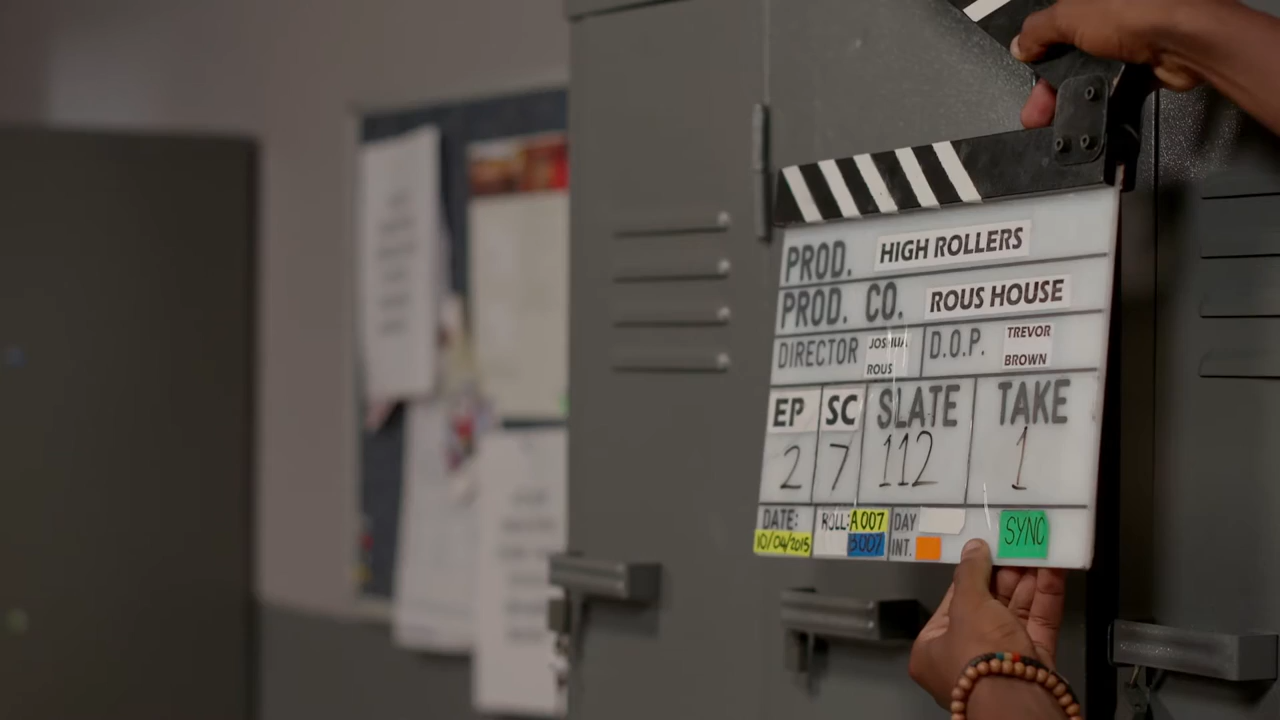 PROD. HIGH ROLLERS
PROD. CO. ROUS HOUSE
DIRECTOR JOSHUA ROUS D.O.P. TREVOR BROWN
EP SC SLATE TAKE
2 7 112 1
DATE: ROLL: A007 DAY
10/04/2015 B007 INT. SYNC